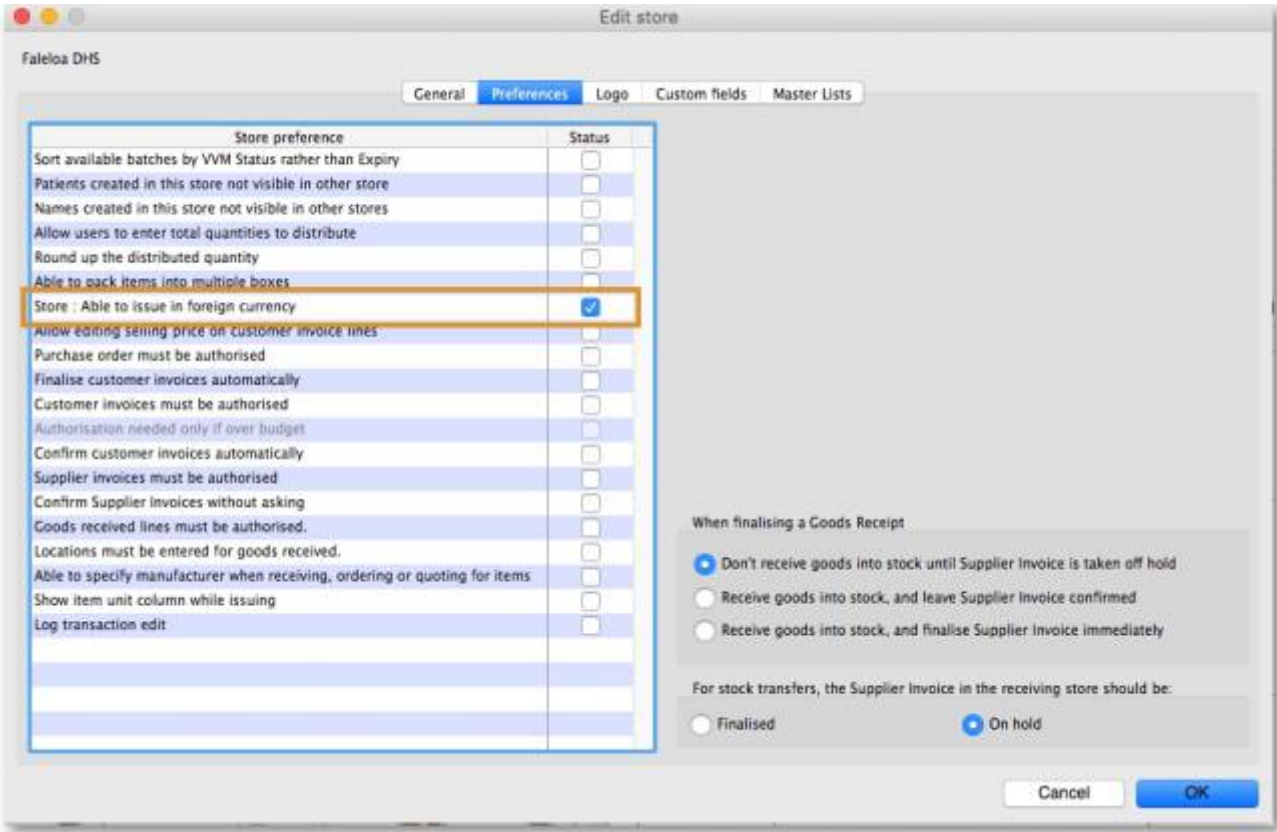 Edit store
Faleloa DHS
General Preferences Logo Custom fields Master Lists
Store preference Status
Sort available batches by VVM Status rather than Expiry
Patients created in this store not visible in other store
Names created in this store not visible in other stores
Allow users to enter total quantities to distribute
Round up the distributed quantity
Able to pack items into multiple boxes
Store : Able to issue in foreign currency
Allow editing selling price on customer invoice lines
Purchase order must be authorised
Finalise customer invoices automatically
Customer invoices must be authorised
Authorisation needed only if over budget
Confirm customer invoices automatically
Supplier invoices must be authorised
Confirm Supplier Invoices without asking
Goods received lines must be authorised.
Locations must be entered for goods received.
Able to specify manufacturer when receiving, ordering or quoting for items
Show item unit column while issuing
Log transaction edit
When finalising a Goods Receipt
Don't receive goods into stock until Supplier Invoice is taken off hold
Receive goods into stock, and leave Supplier Invoice confirmed
Receive goods into stock, and finalise Supplier Invoice immediately
For stock transfers, the Supplier Invoice in the receiving store should be:
Finalised On hold
Cancel OK